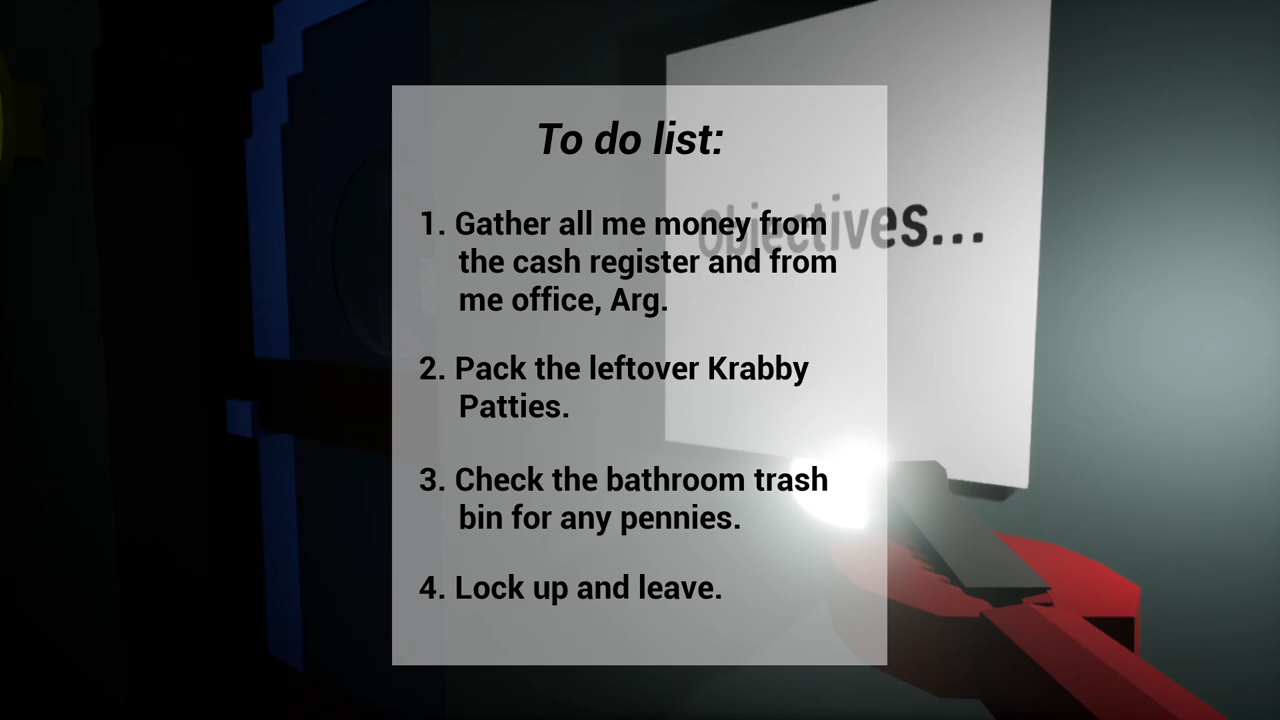 To do list:
Objectives...
1. Gather all me money from
the cash register and from
me office, Arg.
2. Pack the leftover Krabby
Patties.
3. Check the bathroom trash
bin for any pennies.
4. Lock up and leave.